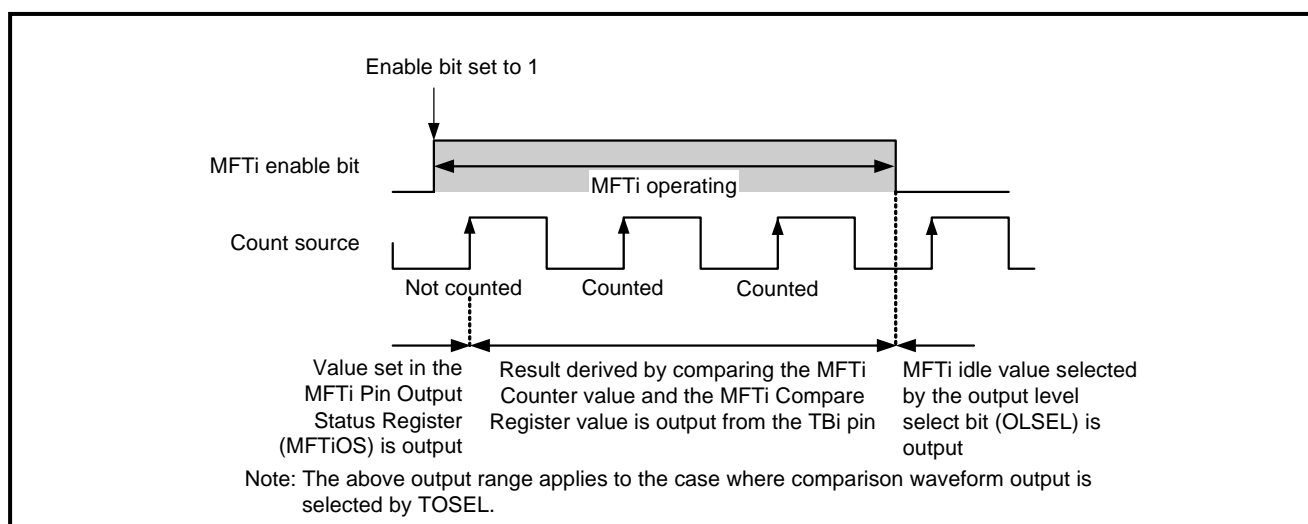 Enable bit set to 1
MFTi enable bit
MFTi operating
Count source
Not counted
Counted
Counted
Value set in the
MFTi Pin Output
Status Register
(MFTiOS) is output
Result derived by comparing the MFTi
Counter value and the MFTi Compare
Register value is output from the TBi pin
MFTi idle value selected
by the output level
select bit (OLSEL) is
output
Note: The above output range applies to the case where comparison waveform output is
selected by TOSEL.